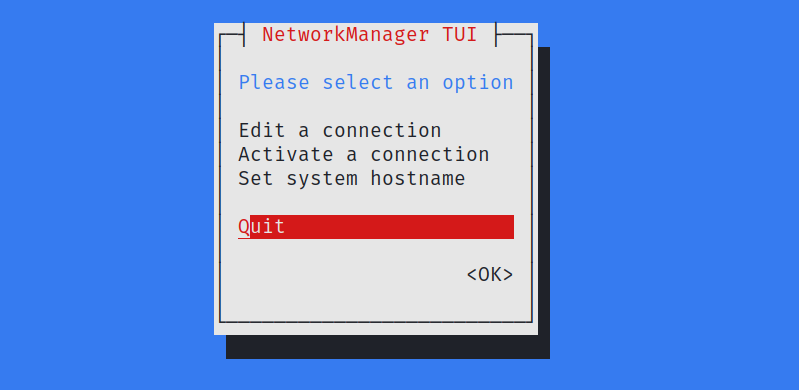 NetworkManager TUI
Please select an option
Edit a connection
Activate a connection
Set system hostname
Quit
<OK>